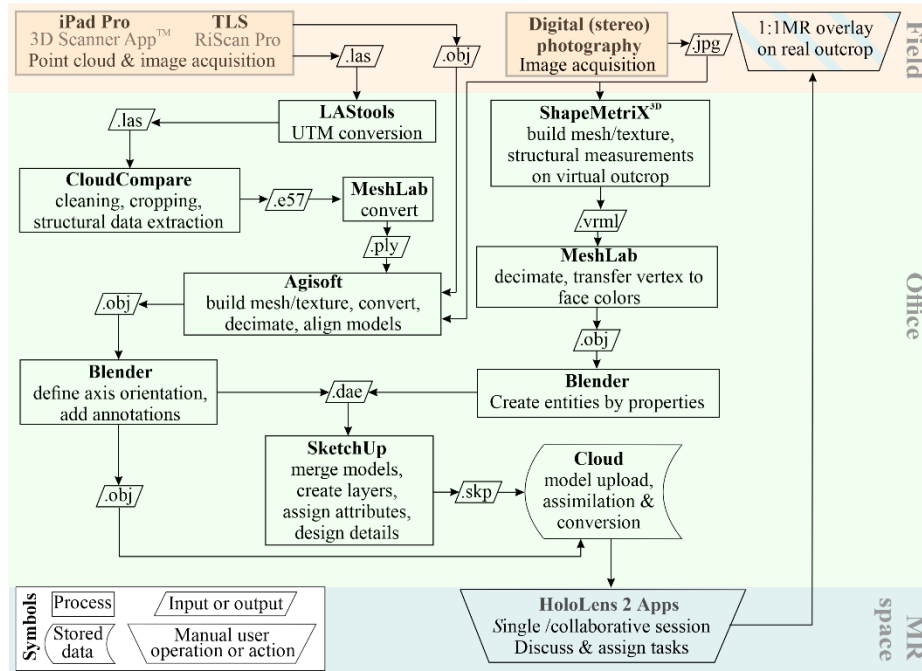 iPad Pro TLS
3D Scanner App™ RiScan Pro
Point cloud & image acquisition
.las
.obj
Digital (stereo)
photography
Image acquisition
.jpg
1:1MR overlay
on real outcrop
Field
LAStools
UTM conversion
.las
ShapeMetriX3D
build mesh/texture,
structural measurements
on virtual outcrop
CloudCompare
cleaning, cropping,
structural data extraction
.e57
MeshLab
convert
.vrml
.ply
MeshLab
decimate, transfer vertex to
face colors
Agisoft
build mesh/texture, convert,
decimate, align models
.obj
.obj
Office
Blender
define axis orientation,
add annotations
.dae
Blender
Create entities by properties
SketchUp
merge models,
create layers,
assign attributes,
design details
.skp
Cloud
model upload,
assimilation &
conversion
.obj
Symbols
Process
Input or output
Stored
data
Manual user
operation or action
HoloLens 2 Apps
Single /collaborative session
Discuss & assign tasks
MR
space